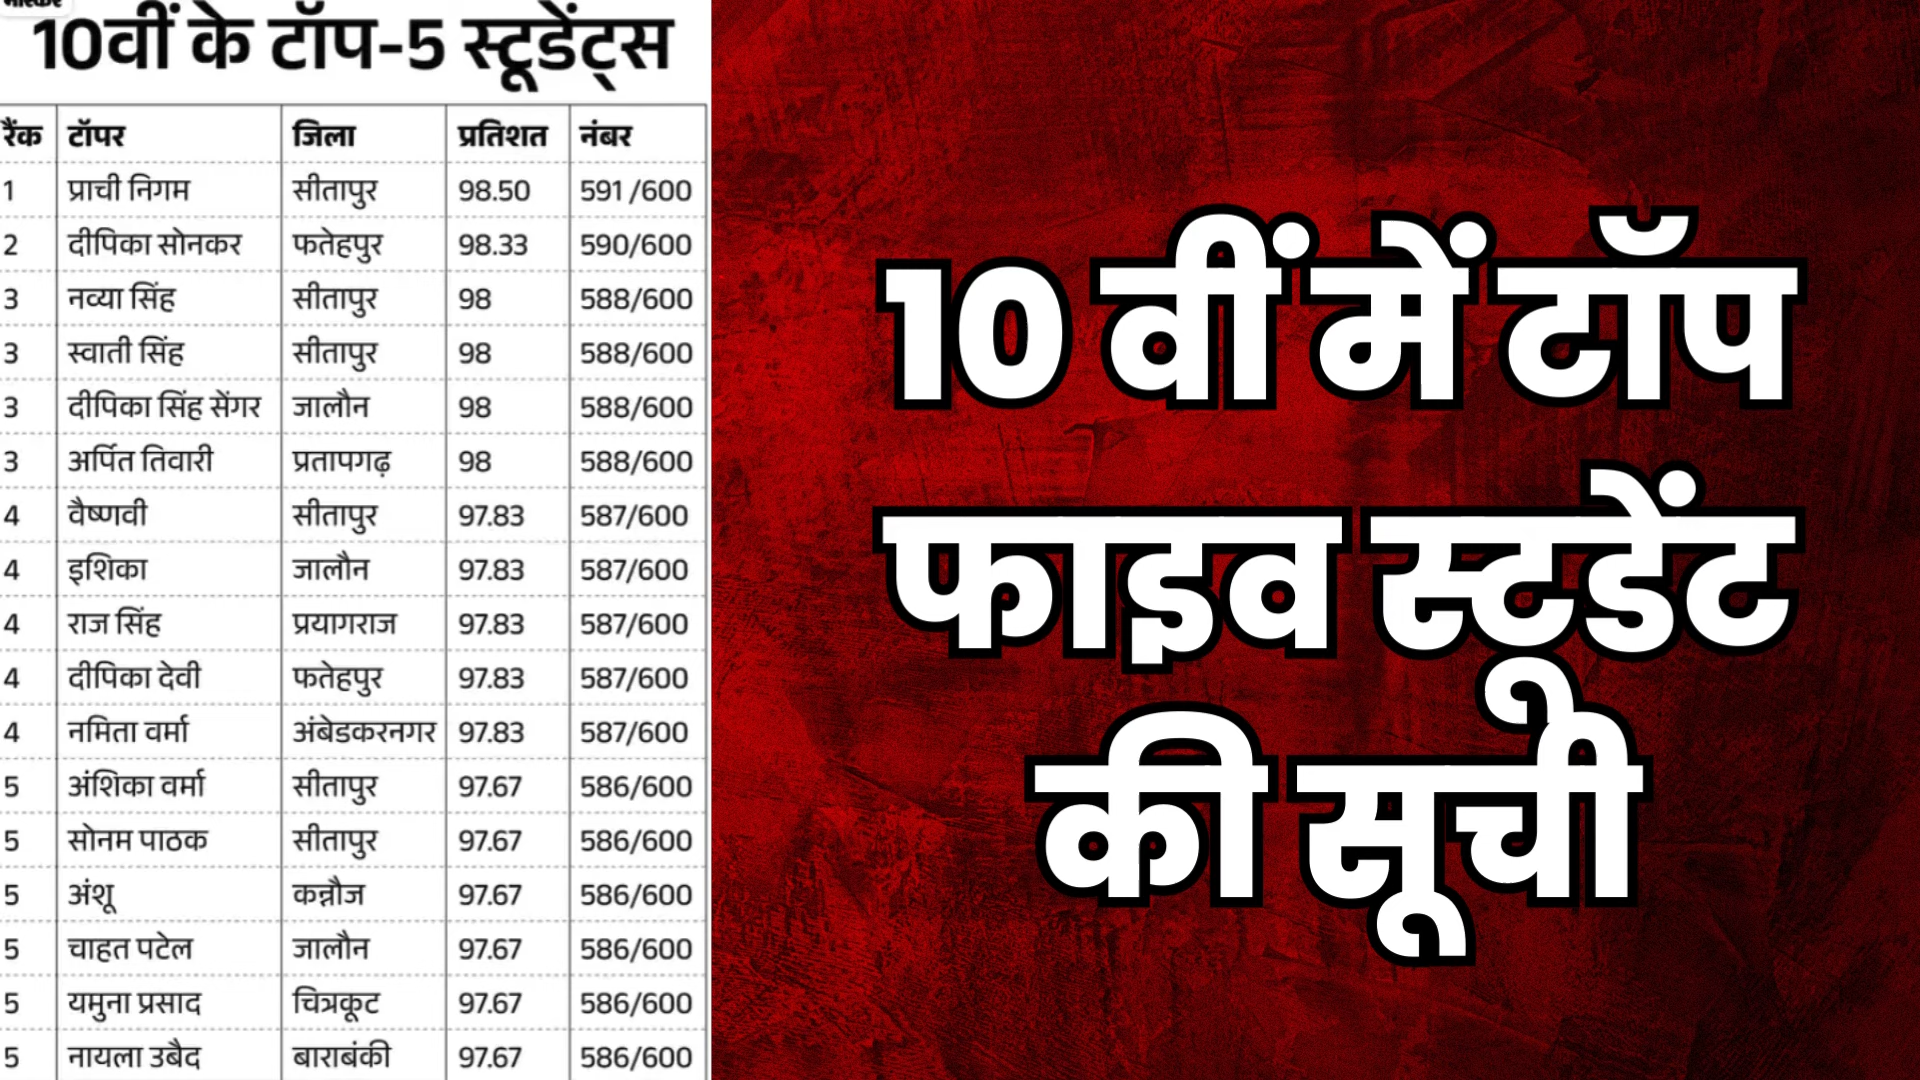 भास्कर
10वीं के टॉप-5 स्टूडेंट्स
रैंक टॉपर जिला प्रतिशत नंबर
1 प्राची निगम सीतापुर 98.50 591 /600
2 दीपिका सोनकर फतेहपुर 98.33 590/600
3 नव्या सिंह सीतापुर 98 588/600
3 स्वाती सिंह सीतापुर 98 588/600
3 दीपिका सिंह सेंगर जालौन 98 588/600
3 अर्पित तिवारी प्रतापगढ़ 98 588/600
4 वैष्णवी सीतापुर 97.83 587/600
4 इशिका जालौन 97.83 587/600
4 राज सिंह प्रयागराज 97.83 587/600
4 दीपिका देवी फतेहपुर 97.83 587/600
4 नमिता वर्मा अंबेडकरनगर 97.83 587/600
5 अंशिका वर्मा सीतापुर 97.67 586/600
5 सोनम पाठक सीतापुर 97.67 586/600
5 अंशू कन्नौज 97.67 586/600
5 चाहत पटेल जालौन 97.67 586/600
5 यमुना प्रसाद चित्रकूट 97.67 586/600
5 नायला उबैद बाराबंकी 97.67 586/600
10 वीं में टॉप
फाइव स्टूडेंट
की सूची